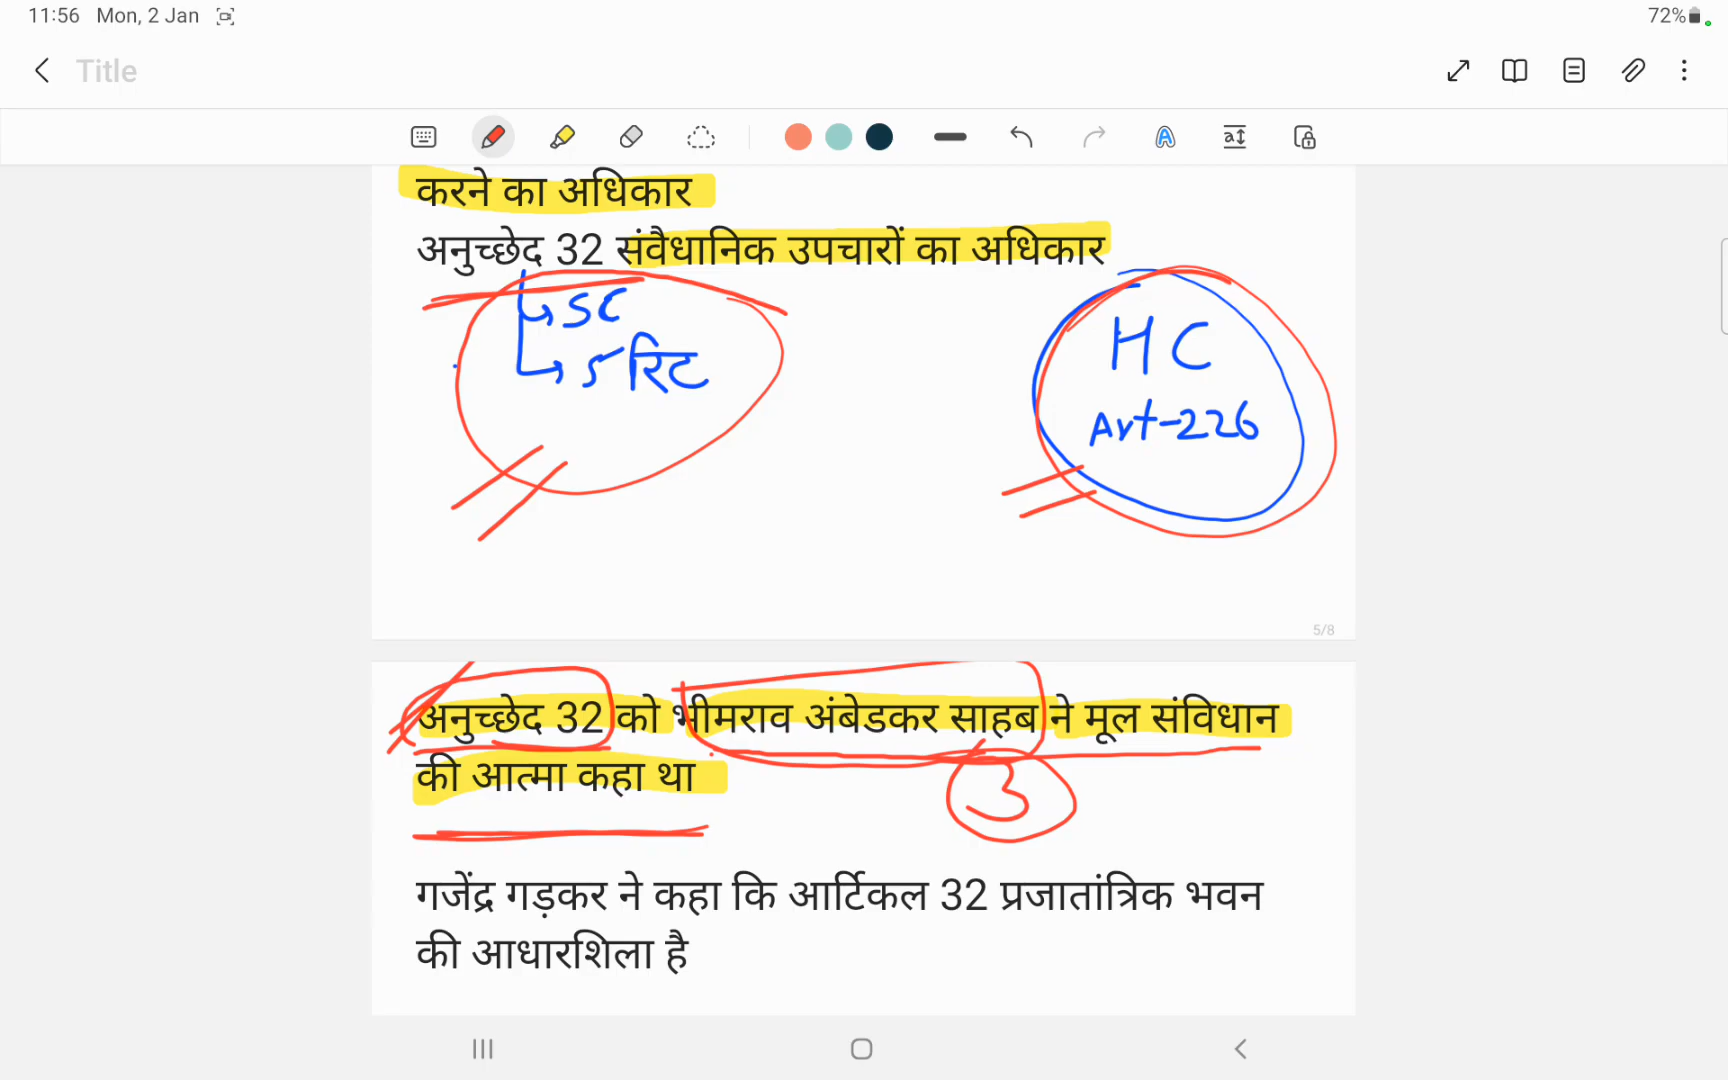 11:56 Mon, 2 Jan
72%
Title
करने का अधिकार
अनुच्छेद 32 संवैधानिक उपचारों का अधिकार
SC
5 रिट
HC
Art-226
5/8
अनुच्छेद 32 को भीमराव अंबेडकर साहब ने मूल संविधान
की आत्मा कहा था
3
गजेंद्र गड़कर ने कहा कि आर्टिकल 32 प्रजातांत्रिक भवन
की आधारशिला है